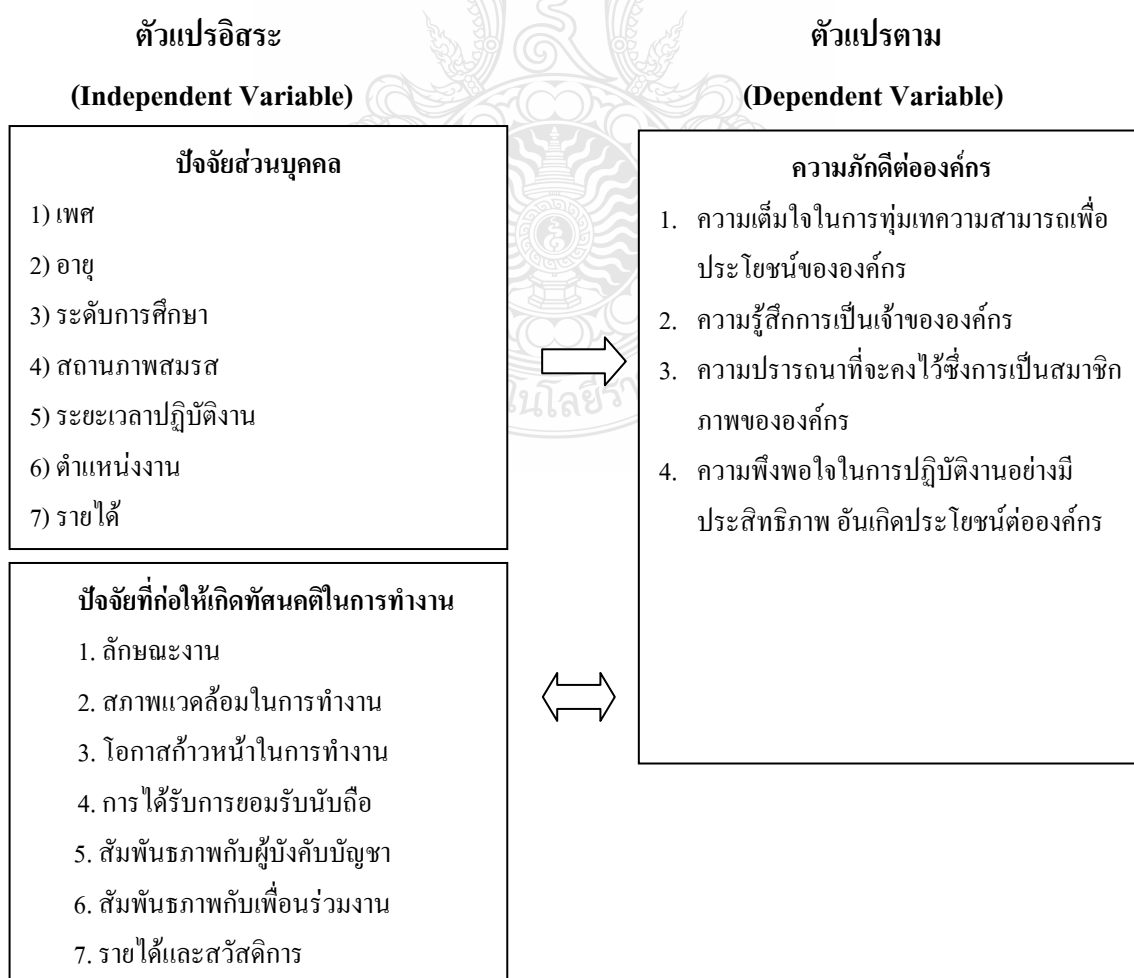 ตัวแปรอิสระ
(Independent Variable)
ปัจจัยส่วนบุคคล
1) เพศ
2) อายุ
3) ระดับการศึกษา
4) สถานภาพสมรส
5) ระยะเวลาปฏิบัติงาน
6) ตำแหน่งงาน
7) รายได้
ปัจจัยที่ก่อให้เกิดทัศนคติในการทำงาน
1. ลักษณะงาน
2. สภาพแวดล้อมในการทำงาน
3. โอกาสก้าวหน้าในการทำงาน
4. การได้รับการยอมรับนับถือ
5. สัมพันธภาพกับผู้บังคับบัญชา
6. สัมพันธภาพกับเพื่อนร่วมงาน
7. รายได้และสวัสดิการ
ตัวแปรตาม
(Dependent Variable)
ความภักดีต่อองค์กร
1. ความเต็มใจในการทุ่มเทความสามารถเพื่อ
ประโยชน์ขององค์กร
2. ความรู้สึกการเป็นเจ้าขององค์กร
3. ความปรารถนาที่จะคงไว้ซึ่งการเป็นสมาชิก
ภาพขององค์กร
4. ความพึงพอใจในการปฏิบัติงานอย่างมี
ประสิทธิภาพ อันเกิดประโยชน์ต่อองค์กร